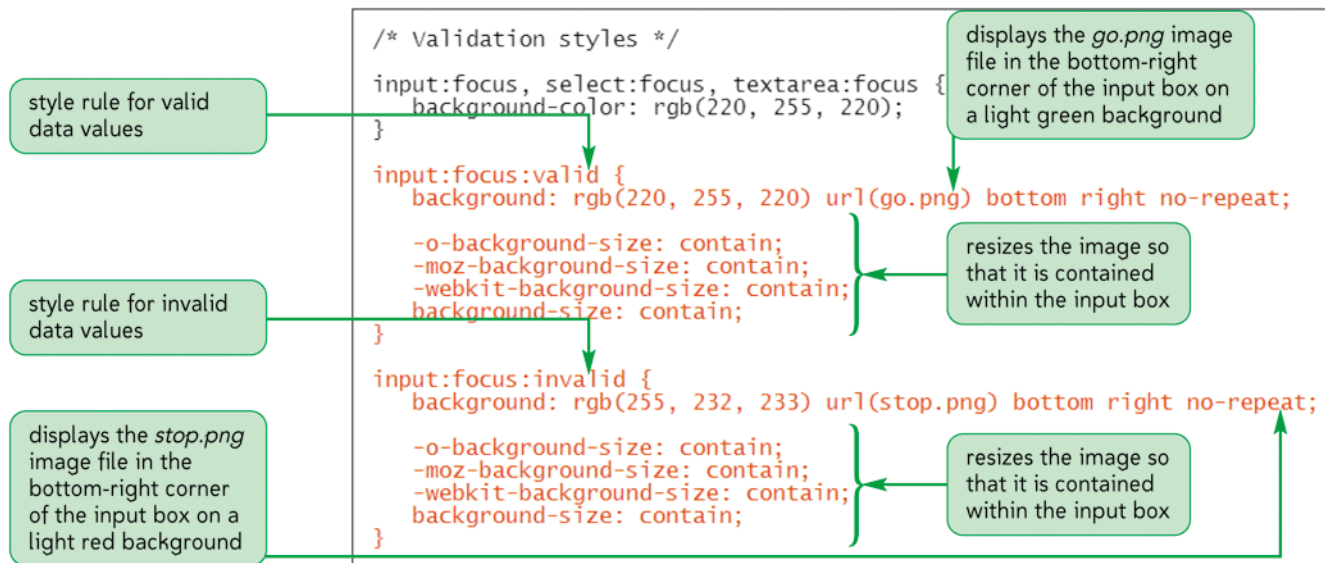 /* Validation styles */
input:focus, select:focus, textarea:focus {
background-color: rgb(220, 255, 220);
}
style rule for valid
data values
displays the go.png image
file in the bottom-right
corner of the input box on
a light green background
input:focus:valid {
background: rgb(220, 255, 220) url(go.png) bottom right no-repeat;
-o-background-size: contain;
-moz-background-size: contain;
-webkit-background-size: contain;
background-size: contain;
}
resizes the image so
that it is contained
within the input box
style rule for invalid
data values
input:focus:invalid {
background: rgb(255, 232, 233) url(stop.png) bottom right no-repeat;
-o-background-size: contain;
-moz-background-size: contain;
-webkit-background-size: contain;
background-size: contain;
}
displays the stop.png
image file in the
bottom-right corner
of the input box on a
light red background
resizes the image so
that it is contained
within the input box